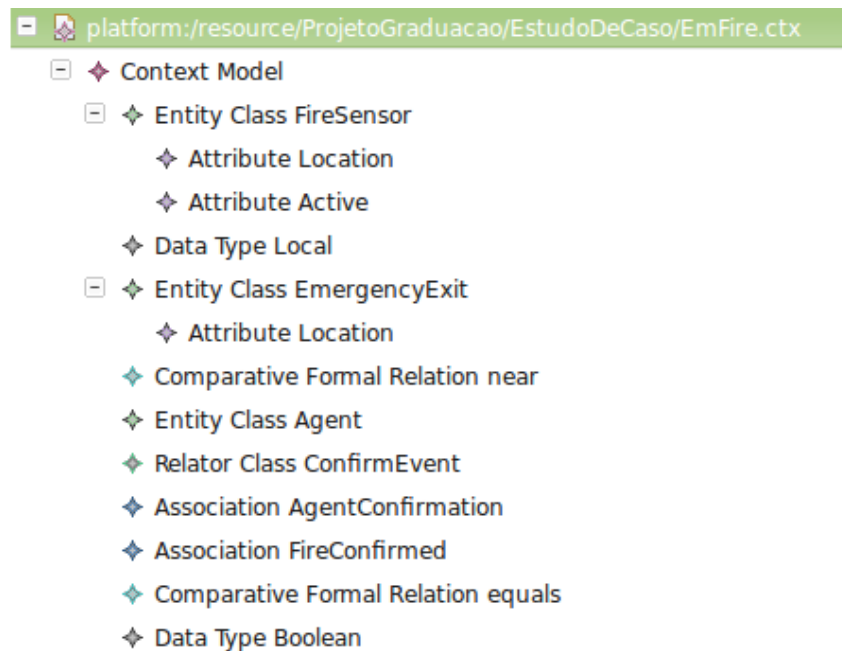 platform:/resource/ProjetoGraduacao/EstudoDeCaso/EmFire.ctx
Context Model
Entity Class FireSensor
Attribute Location
Attribute Active
Data Type Local
Entity Class EmergencyExit
Attribute Location
Comparative Formal Relation near
Entity Class Agent
Relator Class ConfirmEvent
Association AgentConfirmation
Association FireConfirmed
Comparative Formal Relation equals
Data Type Boolean